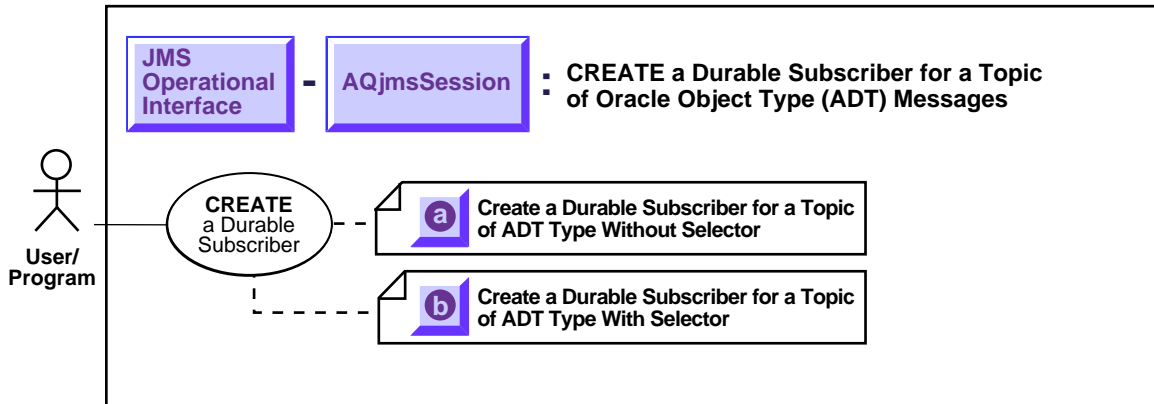 JMS
Operational
Interface
-
AQjmsSession
:
CREATE a Durable Subscriber for a Topic
of Oracle Object Type (ADT) Messages
User/
Program
CREATE
a Durable
Subscriber
a
Create a Durable Subscriber for a Topic
of ADT Type Without Selector
b
Create a Durable Subscriber for a Topic
of ADT Type With Selector